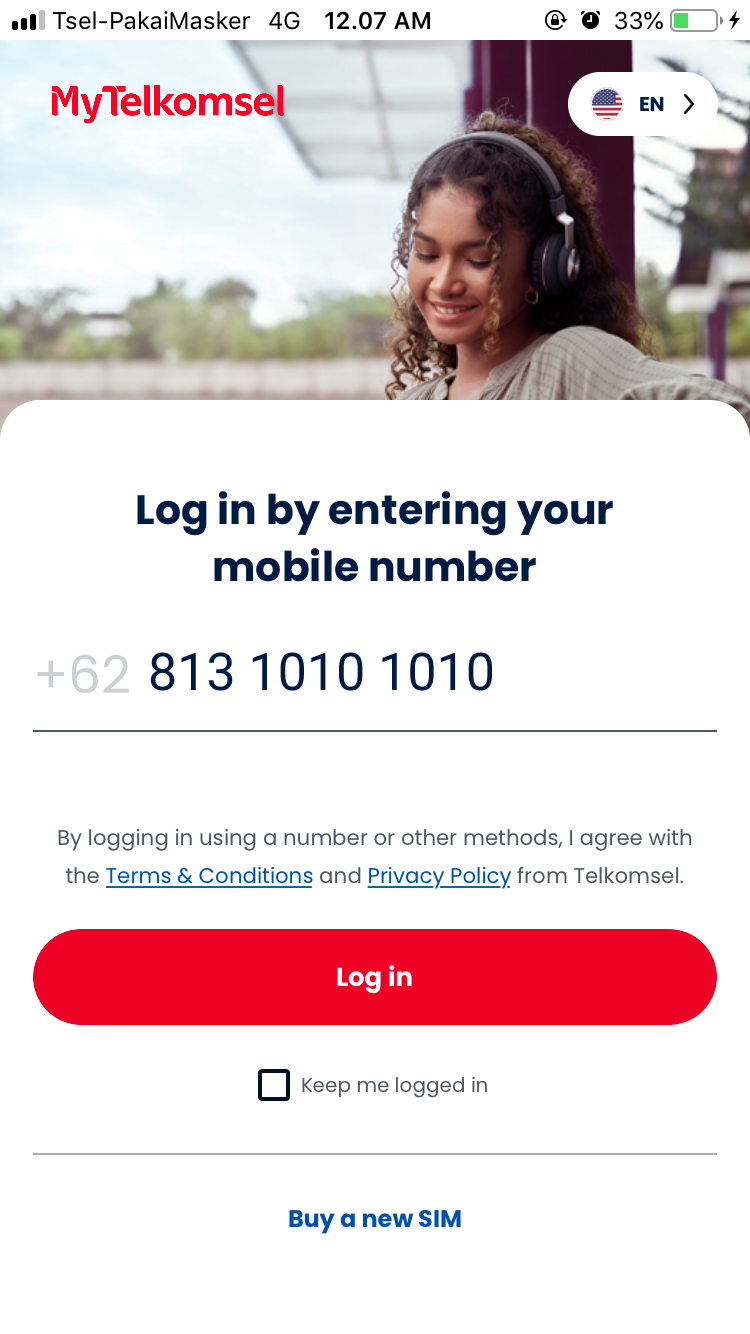 Tsel-PakaiMasker 4G 12.07 AM 33%
MyTelkomsel
EN
Log in by entering your
mobile number
+62 813 1010 1010
By logging in using a number or other methods, I agree with
the Terms & Conditions and Privacy Policy from Telkomsel.
Log in
Keep me logged in
Buy a new SIM